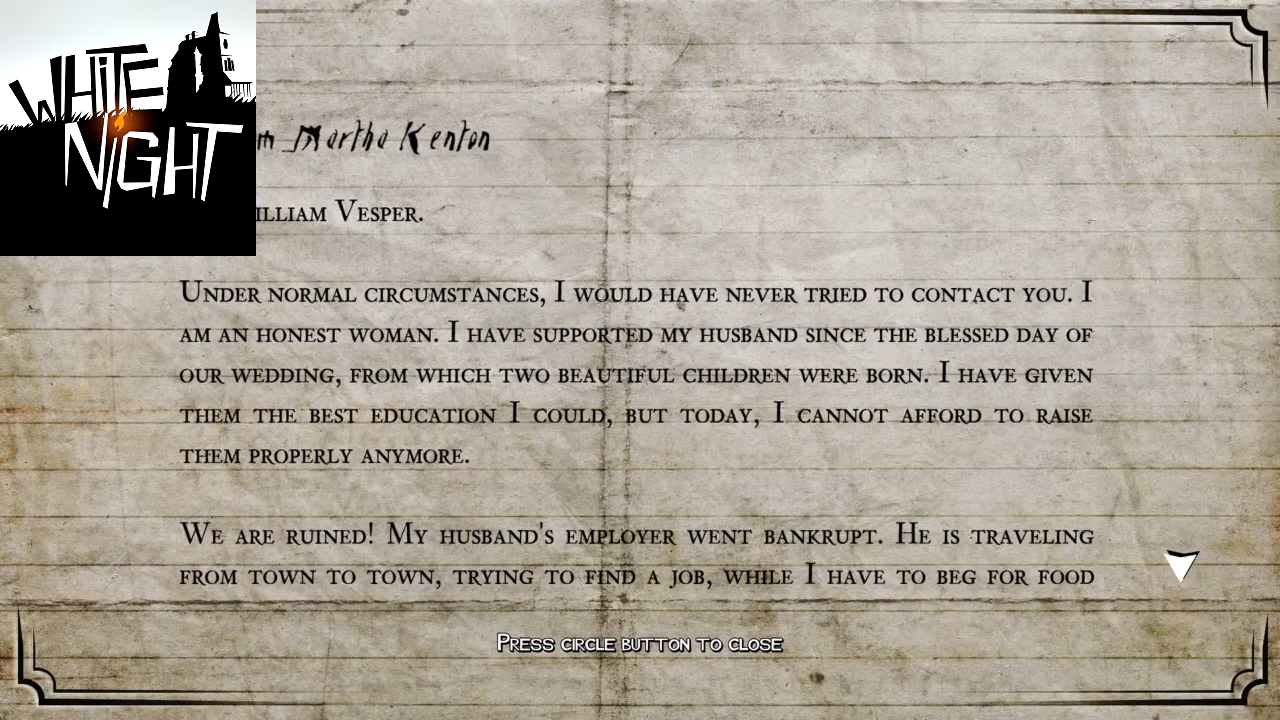 WHITE
NIGHT
Martha Kenton
VESPER.
UNDER NORMAL CIRCUMSTANCES, I WOULD HAVE NEVER TRIED TO CONTACT YOU. I
AM AN HONEST WOMAN. I HAVE SUPPORTED MY HUSBAND SINCE THE BLESSED DAY OF
OUR WEDDING, FROM WHICH TWO BEAUTIFUL CHILDREN WERE BORN. I HAVE GIVEN
THEM THE BEST EDUCATION I COULD, BUT TODAY, I CANNOT AFFORD TO RAISE
THEM PROPERLY ANYMORE.
WE ARE RUINED! MY HUSBAND'S EMPLOYER WENT BANKRUPT. HE IS TRAVELING
FROM TOWN TO TOWN, TRYING TO FIND A JOB, WHILE I HAVE TO BEG FOR FOOD
PRESS CIRCLE BUTTON TO CLOSE